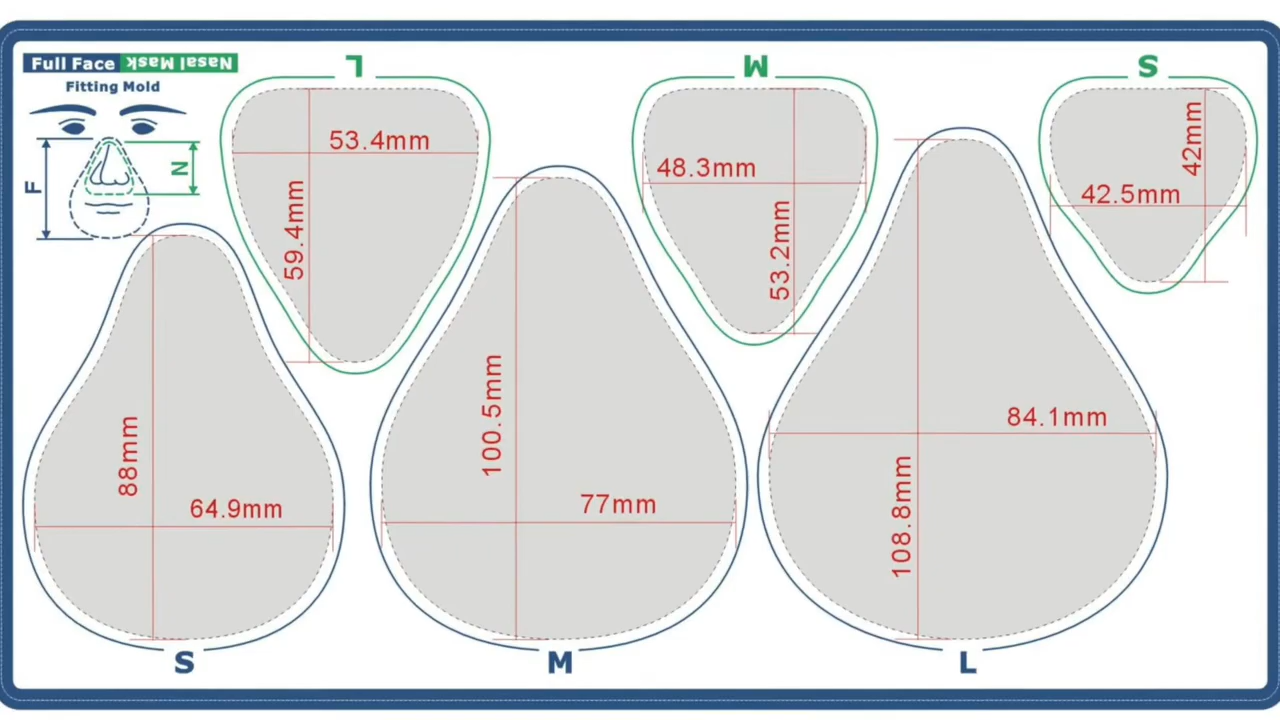 Full Face Nasal Mask
Fitting Mold
F
N
L
53.4mm
59.4mm
M
48.3mm
53.2mm
S
42mm
42.5mm
88mm
64.9mm
S
100.5mm
77mm
M
84.1mm
108.8mm
L